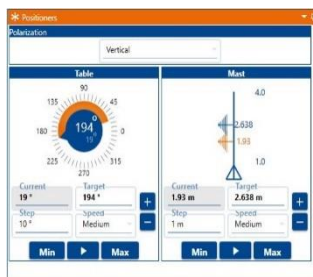 Positioners
Polarization
Vertical
Table
90
135 45
180 194° 0
19°
225 315
270
Current Target
19 ° 194 °
Step Speed
10 ° Medium
Min Max
Mast
4.0
2.638
1.93
1.0
Current Target
1.93 m 2.638 m
Step Speed
1 m Medium
Min Max